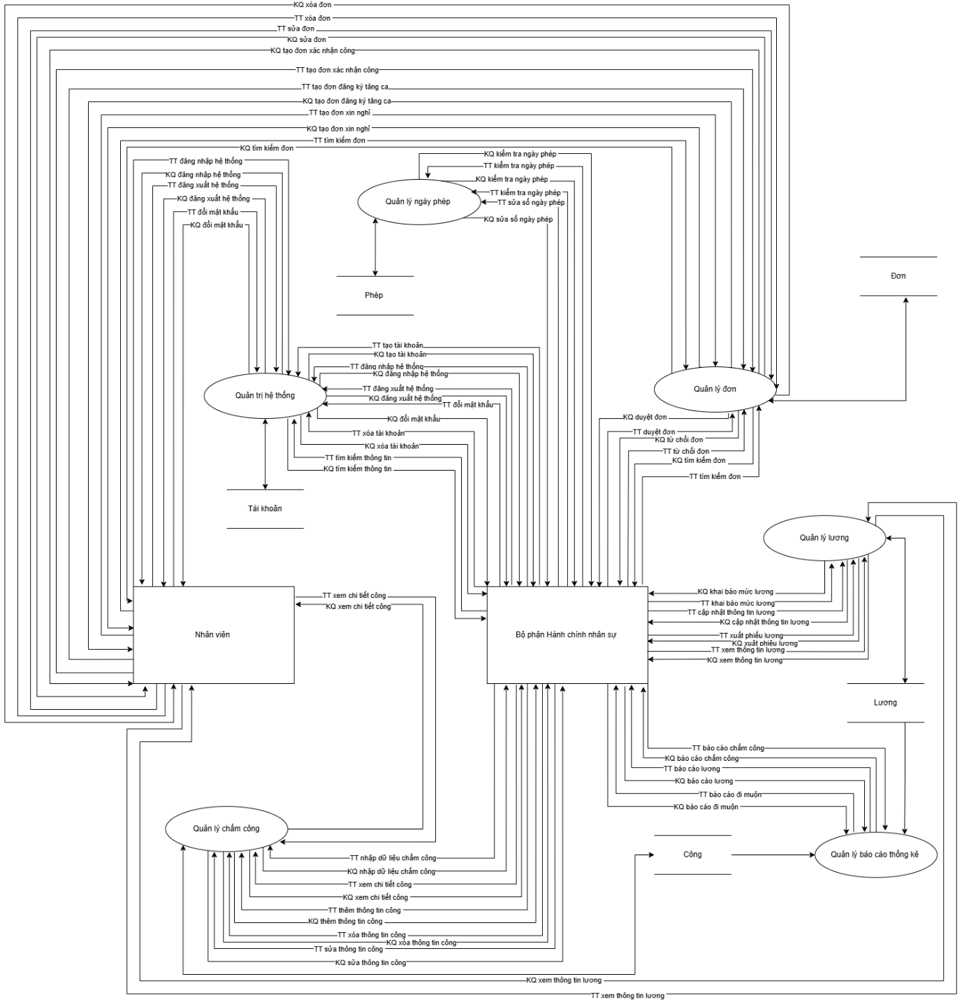 KQ xóa đơn
TT xóa đơn
TT sửa đơn
KQ sửa đơn
KQ tạo đơn xác nhận công
TT tạo đơn xác nhận công
TT tạo đơn đăng ký tăng ca
KQ tạo đơn đăng ký tăng ca
TT tạo đơn xin nghỉ
KQ tạo đơn xin nghỉ
TT tìm kiếm đơn
KQ tìm kiếm đơn
TT đăng nhập hệ thống
KQ đăng nhập hệ thống
TT đăng xuất hệ thống
KQ đăng xuất hệ thống
TT đổi mật khẩu
KQ đổi mật khẩu
KQ kiểm tra ngày phép
TT kiểm tra ngày phép
KQ kiểm tra ngày phép
TT kiểm tra ngày phép
TT sửa số ngày phép
KQ sửa số ngày phép
Quản lý ngày phép
Phép
Đơn
TT tạo tài khoản
KQ tạo tài khoản
TT đăng nhập hệ thống
KQ đăng nhập hệ thống
TT đăng xuất hệ thống
KQ đăng xuất hệ thống
TT đổi mật khẩu
KQ đổi mật khẩu
TT xóa tài khoản
KQ xóa tài khoản
TT tìm kiếm thông tin
KQ tìm kiếm thông tin
Quản trị hệ thống
Quản lý đơn
KQ duyệt đơn
TT duyệt đơn
KQ từ chối đơn
TT từ chối đơn
KQ tìm kiếm đơn
TT tìm kiếm đơn
Tài khoản
Quản lý lương
TT xem chi tiết công
KQ xem chi tiết công
KQ khai báo mức lương
TT khai báo mức lương
TT cập nhật thông tin lương
KQ cập nhật thông tin lương
TT xuất phiếu lương
KQ xuất phiếu lương
TT xem thông tin lương
KQ xem thông tin lương
Nhân viên
Bộ phận Hành chính nhân sự
Lương
TT báo cáo chấm công
KQ báo cáo chấm công
TT báo cáo lương
KQ báo cáo lương
TT báo cáo đi muộn
KQ báo cáo đi muộn
Quản lý chấm công
Công
Quản lý báo cáo thống kê
TT nhập dữ liệu chấm công
KQ nhập dữ liệu chấm công
TT xem chi tiết công
KQ xem chi tiết công
TT thêm thông tin công
KQ thêm thông tin công
TT xóa thông tin công
KQ xóa thông tin công
TT sửa thông tin công
KQ sửa thông tin công
KQ xem thông tin lương
TT xem thông tin lương